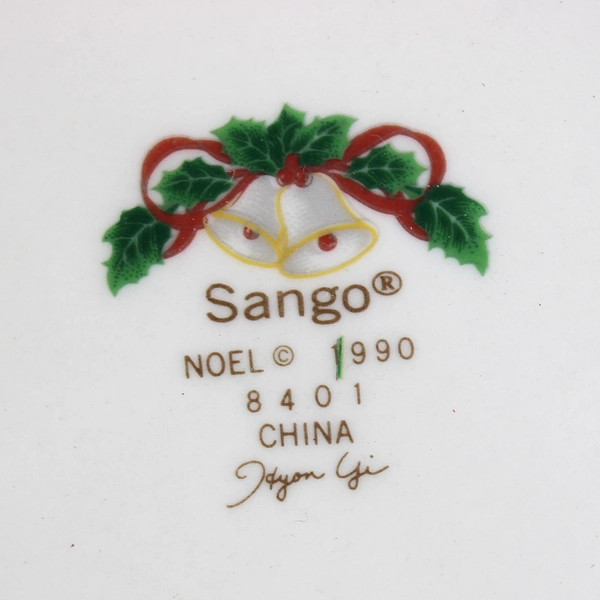 Sango®
NOEL © 1990
8401
CHINA
Hyon Yi